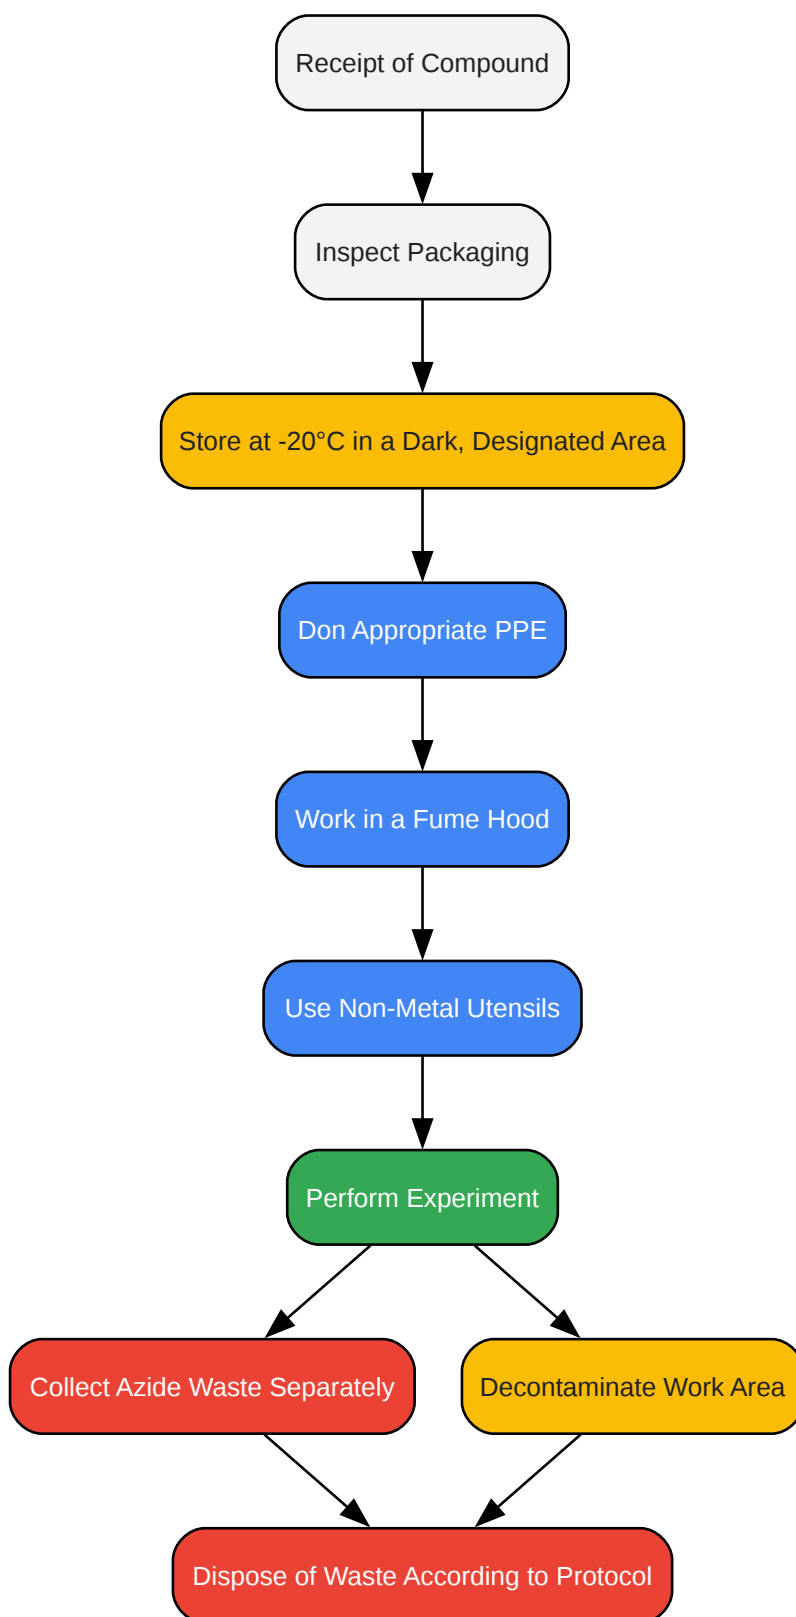 Receipt of Compound
Inspect Packaging
Store at -20°C in a Dark, Designated Area
Don Appropriate PPE
Work in a Fume Hood
Use Non-Metal Utensils
Perform Experiment
Collect Azide Waste Separately
Decontaminate Work Area
Dispose of Waste According to Protocol